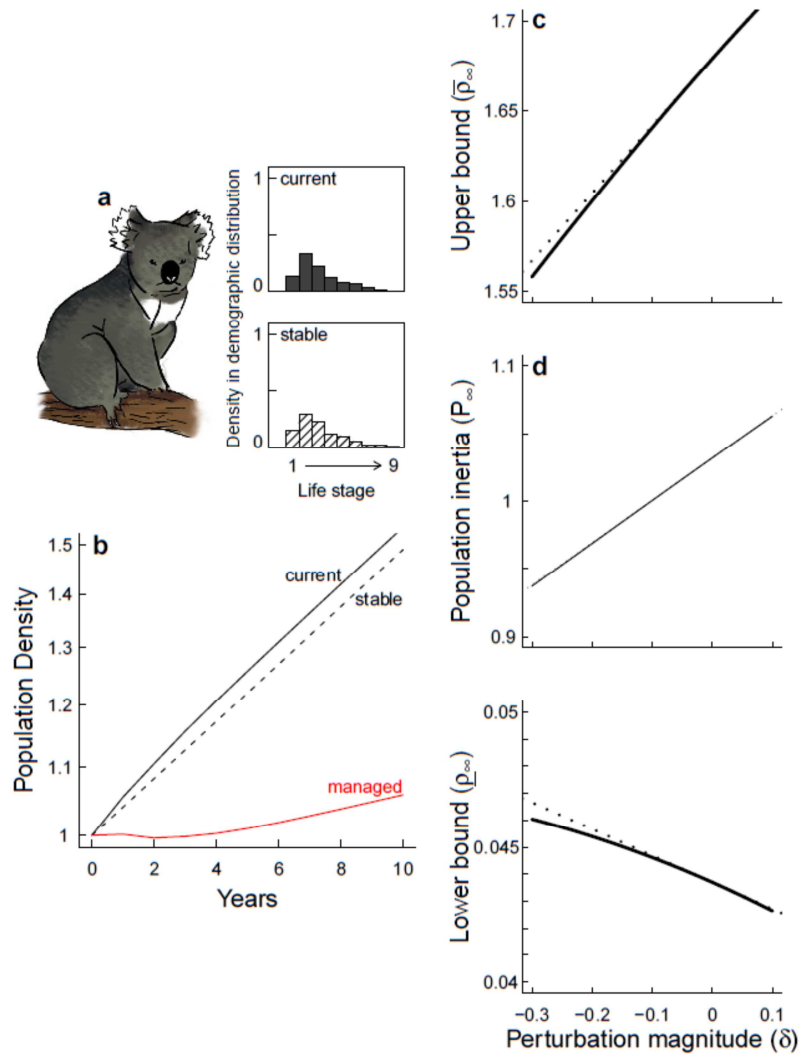 a
Density in demographic distribution
1
current
0
1
stable
0
1 9
Life stage
b
Population Density
1.5
1.4
1.3
1.2
1.1
1
current
stable
managed
0 2 4 6 8 10
Years
c
Upper bound (ρ̅∞)
1.7
1.65
1.6
1.55
d
Population inertia (P∞)
1.1
1
0.9
Lower bound (ρ̲∞)
0.05
0.045
0.04
−0.3 −0.2 −0.1 0 0.1
Perturbation magnitude (δ)